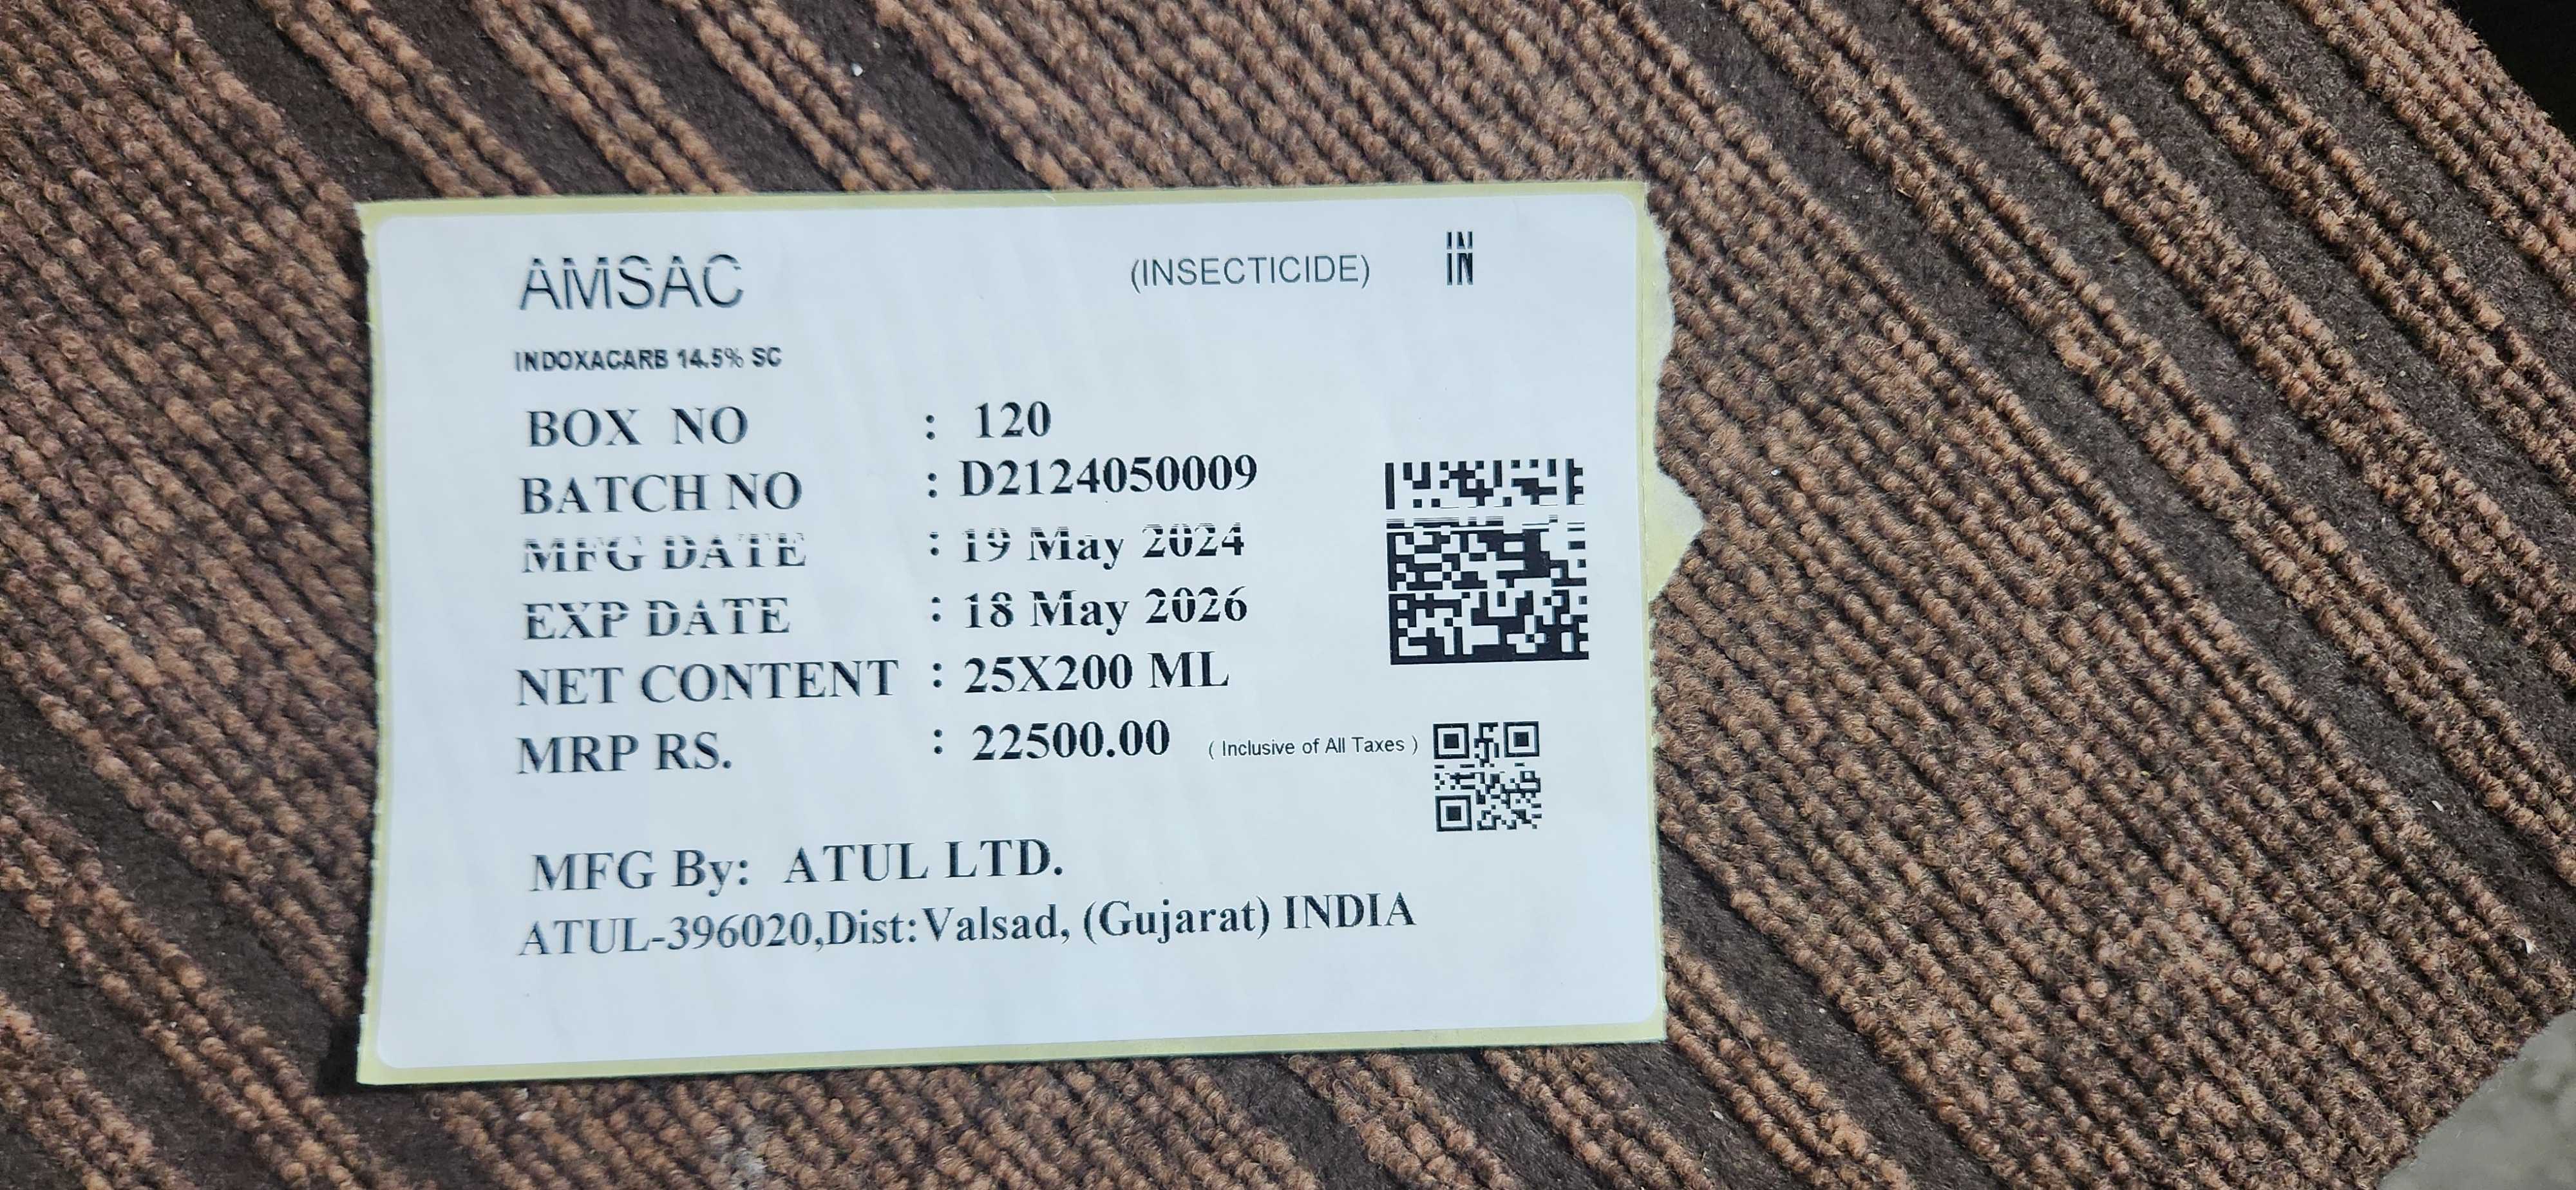 AMSAC (INSECTICIDE) IN
INDOXACARB 14.5% SC
BOX NO : 120
BATCH NO : D2124050009
MFG DATE : 19 May 2024
EXP DATE : 18 May 2026
NET CONTENT : 25X200 ML
MRP RS. : 22500.00 ( Inclusive of All Taxes )
MFG By: ATUL LTD.
ATUL-396020,Dist:Valsad, (Gujarat) INDIA